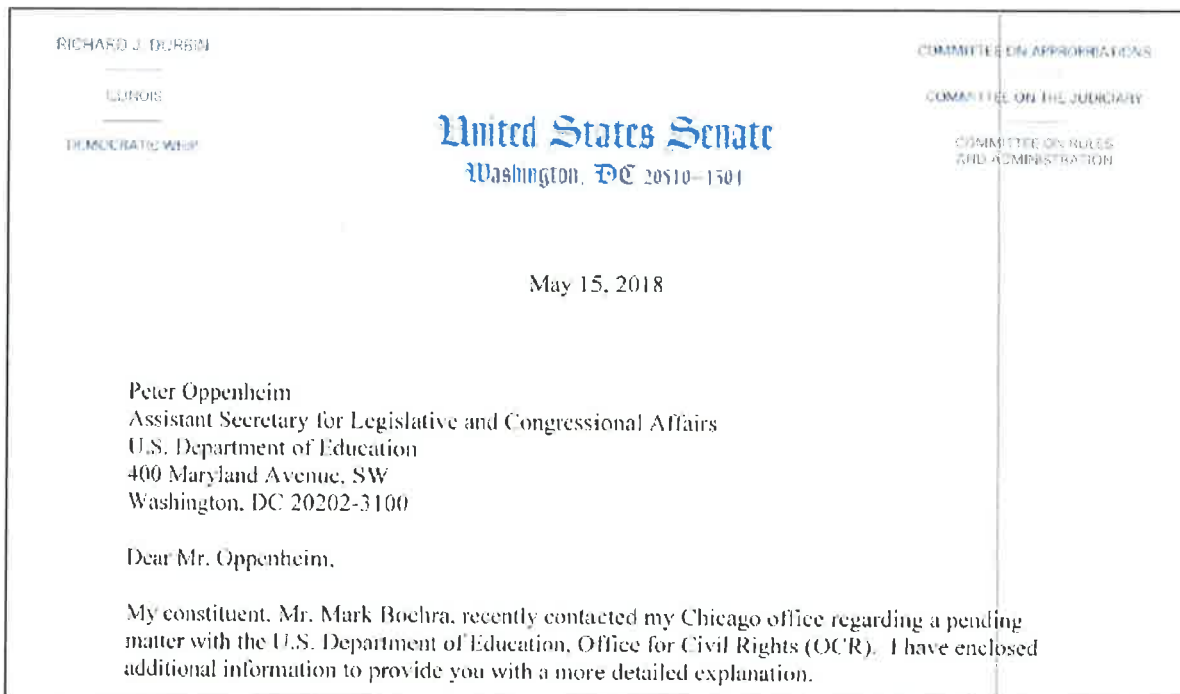 RICHARD J. DURBIN
ILLINOIS
DEMOCRATIC WHIP
COMMITTEE ON APPROPRIATIONS
COMMITTEE ON THE JUDICIARY
COMMITTEE ON RULES
AND ADMINISTRATION
United States Senate
Washington, DC 20510-1304
May 15, 2018
Peter Oppenheim
Assistant Secretary for Legislative and Congressional Affairs
U.S. Department of Education
400 Maryland Avenue, SW
Washington, DC 20202-3100
Dear Mr. Oppenheim,
My constituent, Mr. Mark Bochra, recently contacted my Chicago office regarding a pending
matter with the U.S. Department of Education, Office for Civil Rights (OCR). I have enclosed
additional information to provide you with a more detailed explanation.